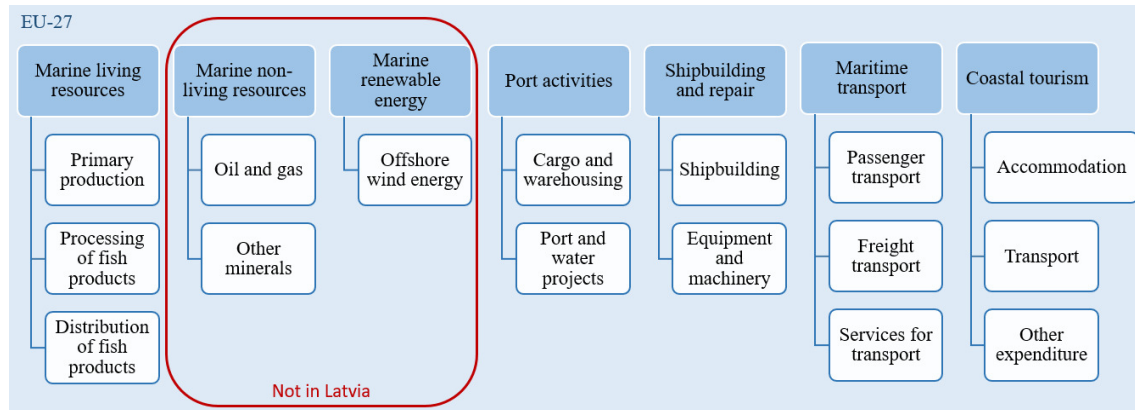 EU-27
Marine living
resources
Primary
production
Processing
of fish
products
Distribution
of fish
products
Marine non-
living resources
Oil and gas
Other
minerals
Marine
renewable
energy
Offshore
wind energy
Not in Latvia
Port activities
Cargo and
warehousing
Port and
water
projects
Shipbuilding
and repair
Shipbuilding
Equipment
and
machinery
Maritime
transport
Passenger
transport
Freight
transport
Services for
transport
Coastal tourism
Accommodation
Transport
Other
expenditure